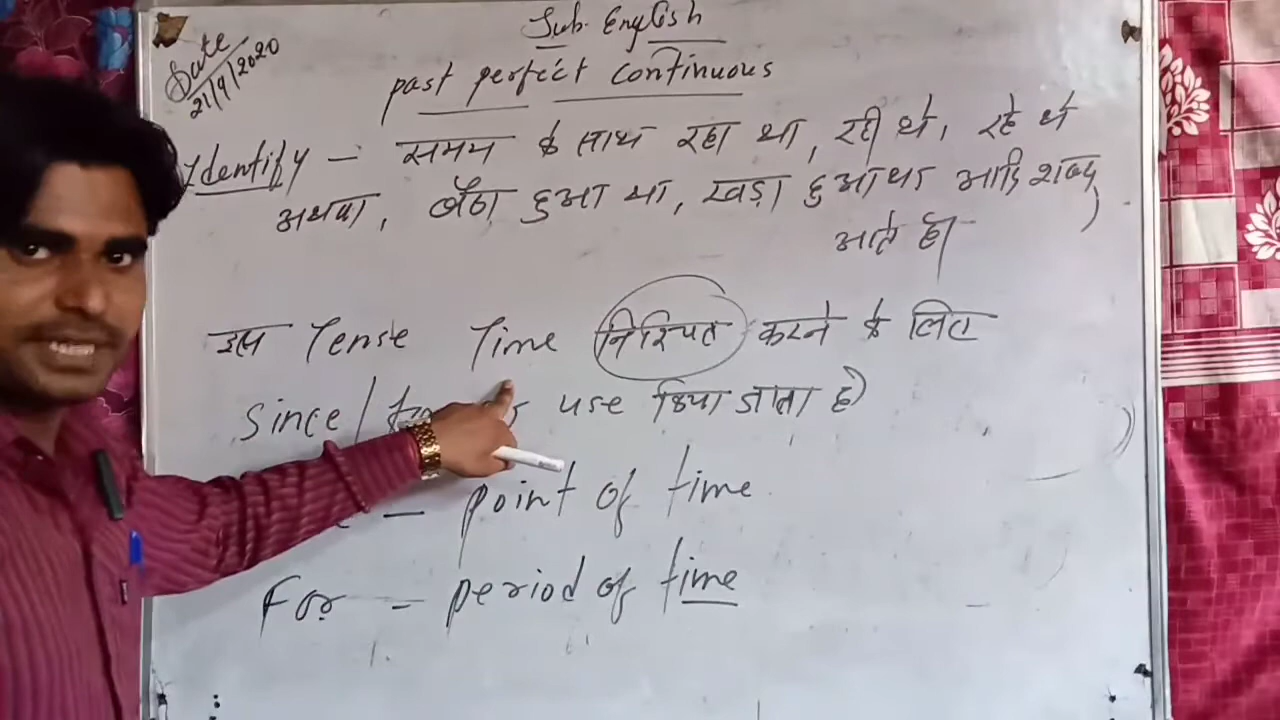 Sub. English
Date
21/9/2020
past perfect continuous
Identify – समय के साथ रहा था, रही थे, रहे थे
अथवा, बैठा हुआ था, खड़ा हुआ था आदि शब्द
आते हो
इस Tense Time निश्चित करने के लिए
Since / use किया जाता है
– point of time
For – period of time